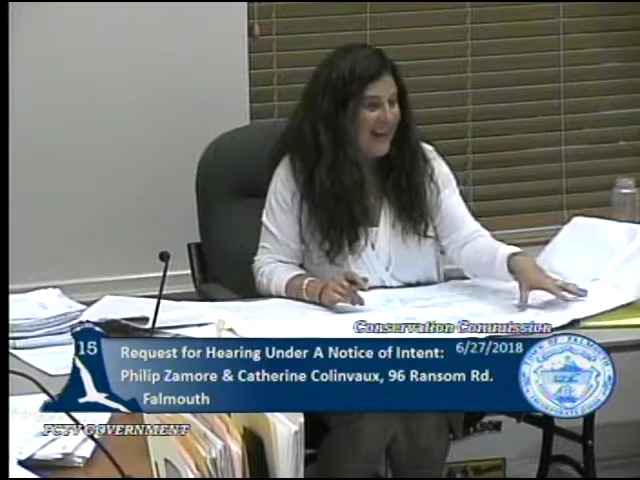 Conservation Commission
15
Request for Hearing Under A Notice of Intent:
6/27/2018
Philip Zamore & Catherine Colinvaux, 96 Ransom Rd.
Falmouth
FCTV GOVERNMENT